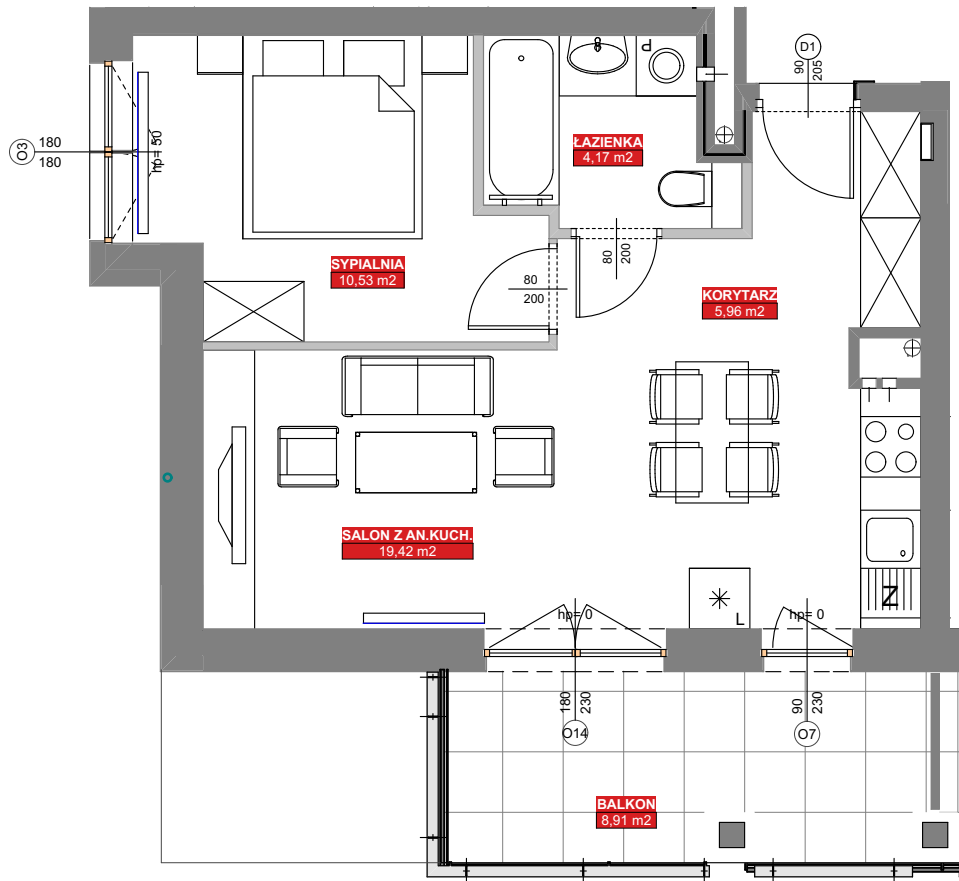 D1
90
205
P
O3
180
180
hp= 50
ŁAZIENKA
4,17 m2
80
200
SYPIALNIA
10,53 m2
80
200
KORYTARZ
5,96 m2
SALON Z AN.KUCH.
19,42 m2
Z
hp= 0
L
hp= 0
180
230
O14
90
230
O7
BALKON
8,91 m2